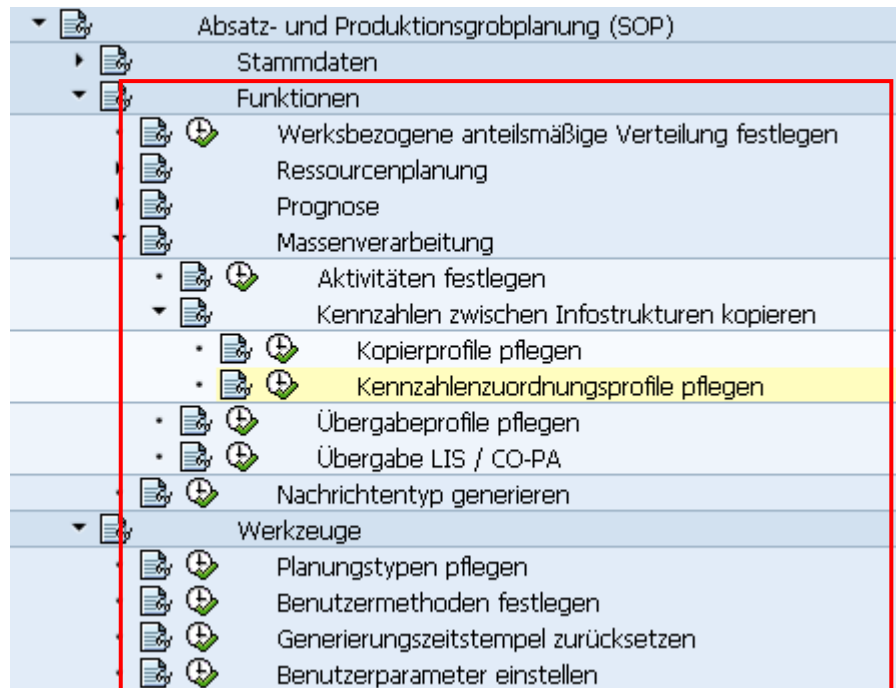 Absatz- und Produktionsgrobplanung (SOP)
Stammdaten
Funktionen
Werksbezogene anteilsmäßige Verteilung festlegen
Ressourcenplanung
Prognose
Massenverarbeitung
Aktivitäten festlegen
Kennzahlen zwischen Infostrukturen kopieren
Kopierprofile pflegen
Kennzahlenzuordnungsprofile pflegen
Übergabeprofile pflegen
Übergabe LIS / CO-PA
Nachrichtentyp generieren
Werkzeuge
Planungstypen pflegen
Benutzermethoden festlegen
Generierungszeitstempel zurücksetzen
Benutzerparameter einstellen